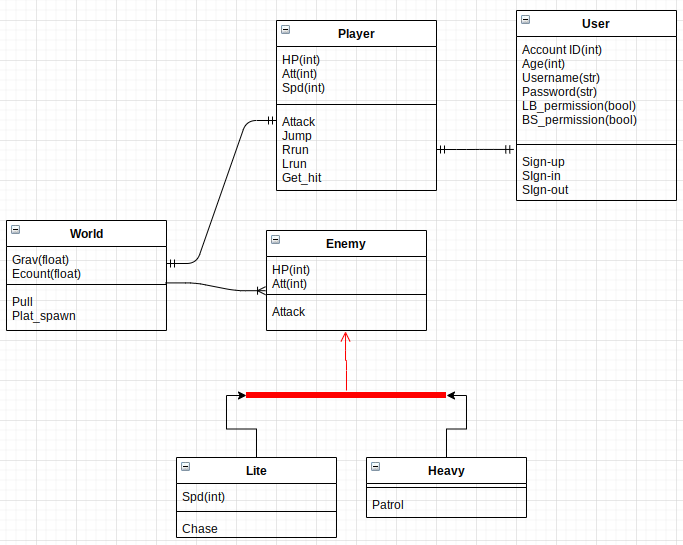 Player
HP(int)
Att(int)
Spd(int)
Attack
Jump
Rrun
Lrun
Get_hit
User
Account ID(int)
Age(int)
Username(str)
Password(str)
LB_permission(bool)
BS_permission(bool)
Sign-up
SIgn-in
SIgn-out
World
Grav(float)
Ecount(float)
Pull
Plat_spawn
Enemy
HP(int)
Att(int)
Attack
Lite
Spd(int)
Chase
Heavy
Patrol